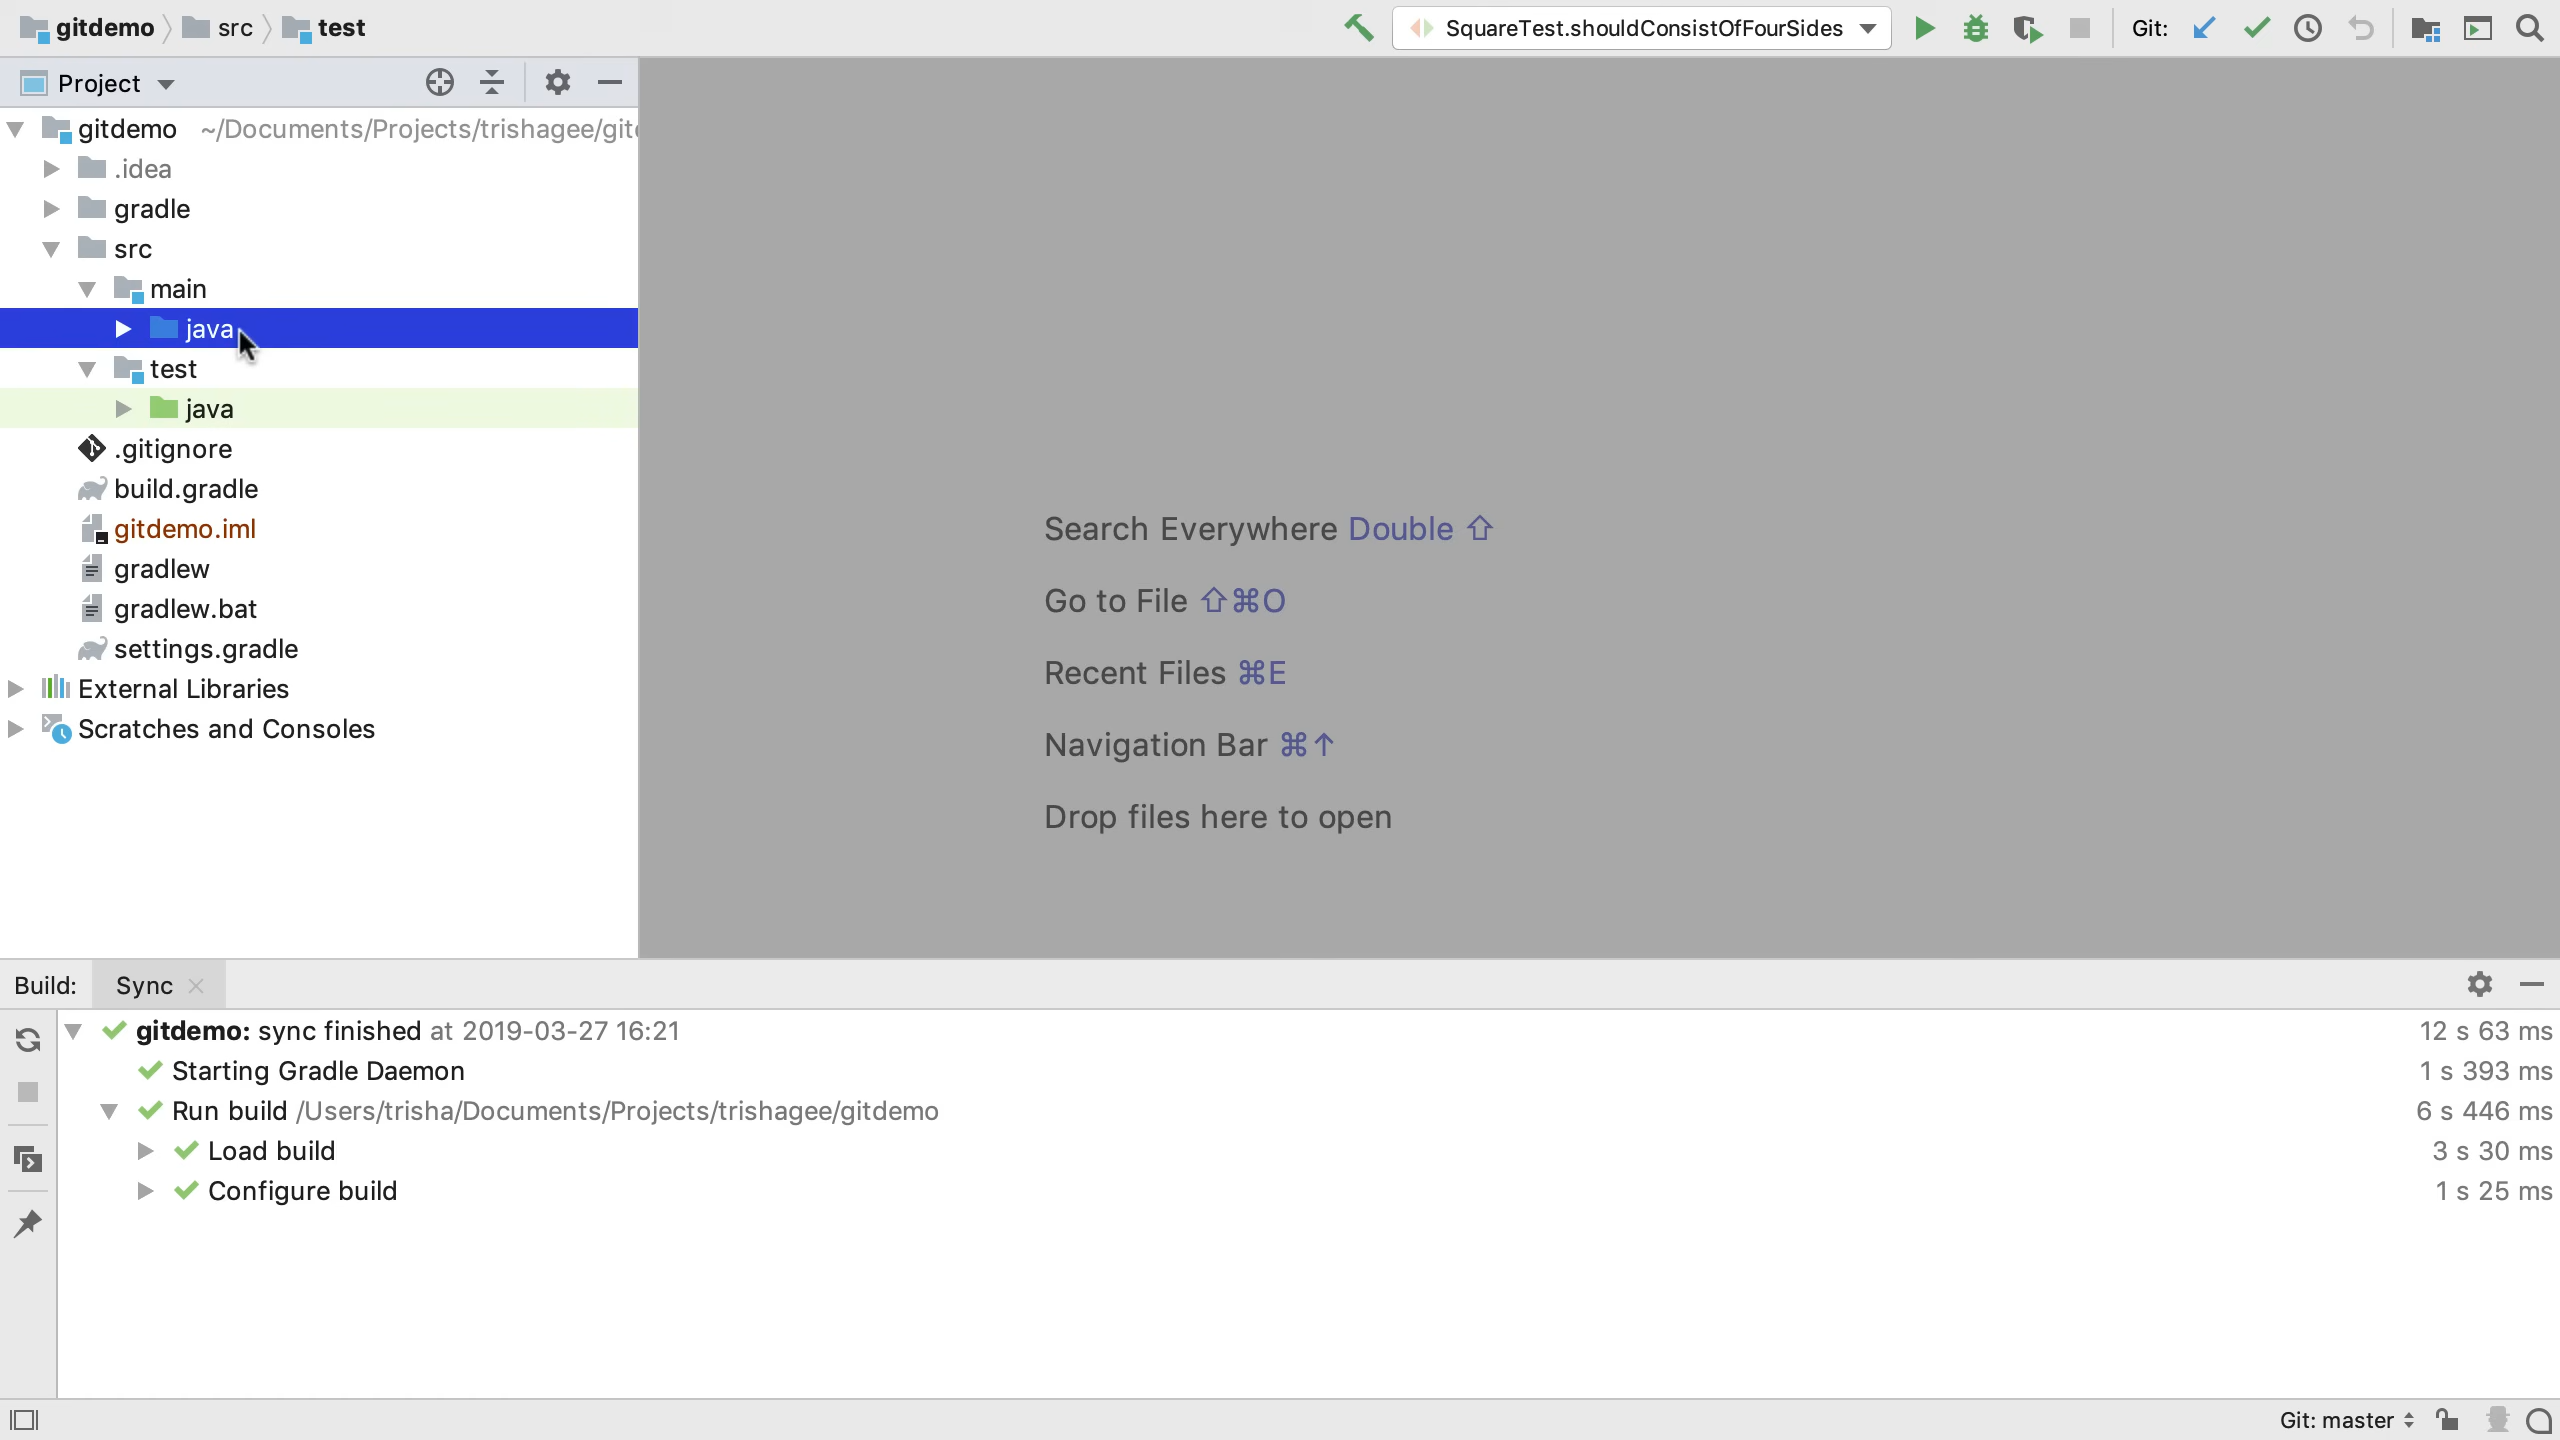 gitdemo src test
SquareTest.shouldConsistOfFourSides Git:
Project
gitdemo ~/Documents/Projects/trishagee/git
.idea
gradle
src
main
java
test
java
.gitignore
build.gradle
gitdemo.iml
gradlew
gradlew.bat
settings.gradle
External Libraries
Scratches and Consoles
Search Everywhere Double ⇧
Go to File ⇧⌘O
Recent Files ⌘E
Navigation Bar ⌘↑
Drop files here to open
Build: Sync
gitdemo: sync finished at 2019-03-27 16:21 12 s 63 ms
Starting Gradle Daemon 1 s 393 ms
Run build /Users/trisha/Documents/Projects/trishagee/gitdemo 6 s 446 ms
Load build 3 s 30 ms
Configure build 1 s 25 ms
Git: master